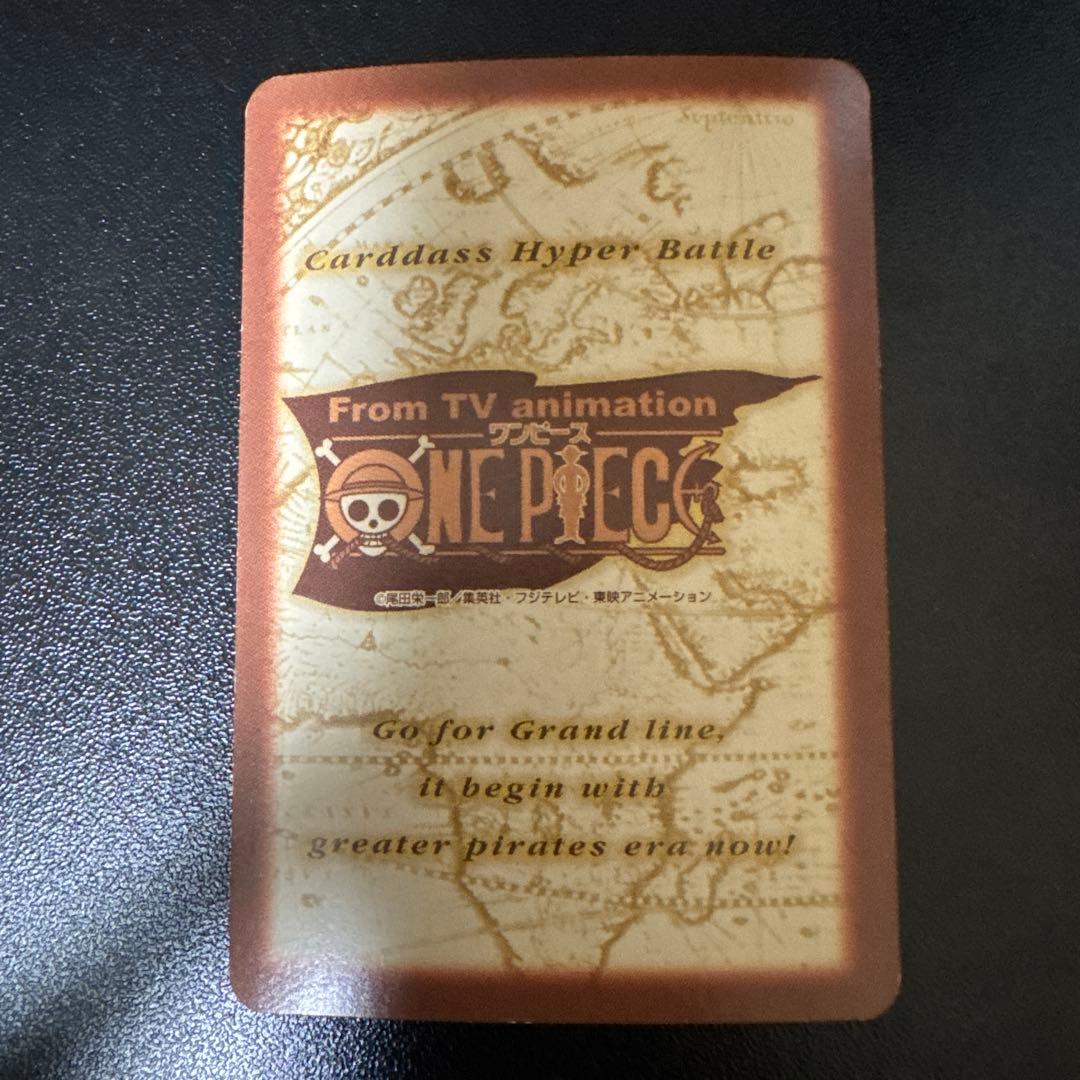 Septentrio
Carddass Hyper Battle
From TV animation
ワンピース
ONE PIECE
©尾田栄一郎／集英社・フジテレビ・東映アニメーション
Go for Grand line,
it begin with
greater pirates era now!